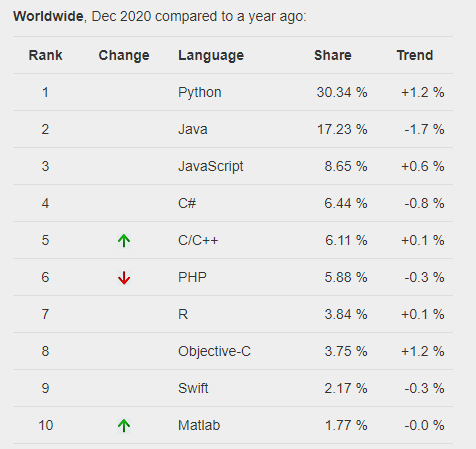 Worldwide, Dec 2020 compared to a year ago:
Rank Change Language Share Trend
1 Python 30.34 % +1.2 %
2 Java 17.23 % -1.7 %
3 JavaScript 8.65 % +0.6 %
4 C# 6.44 % -0.8 %
5 C/C++ 6.11 % +0.1 %
6 PHP 5.88 % -0.3 %
7 R 3.84 % +0.1 %
8 Objective-C 3.75 % +1.2 %
9 Swift 2.17 % -0.3 %
10 Matlab 1.77 % -0.0 %